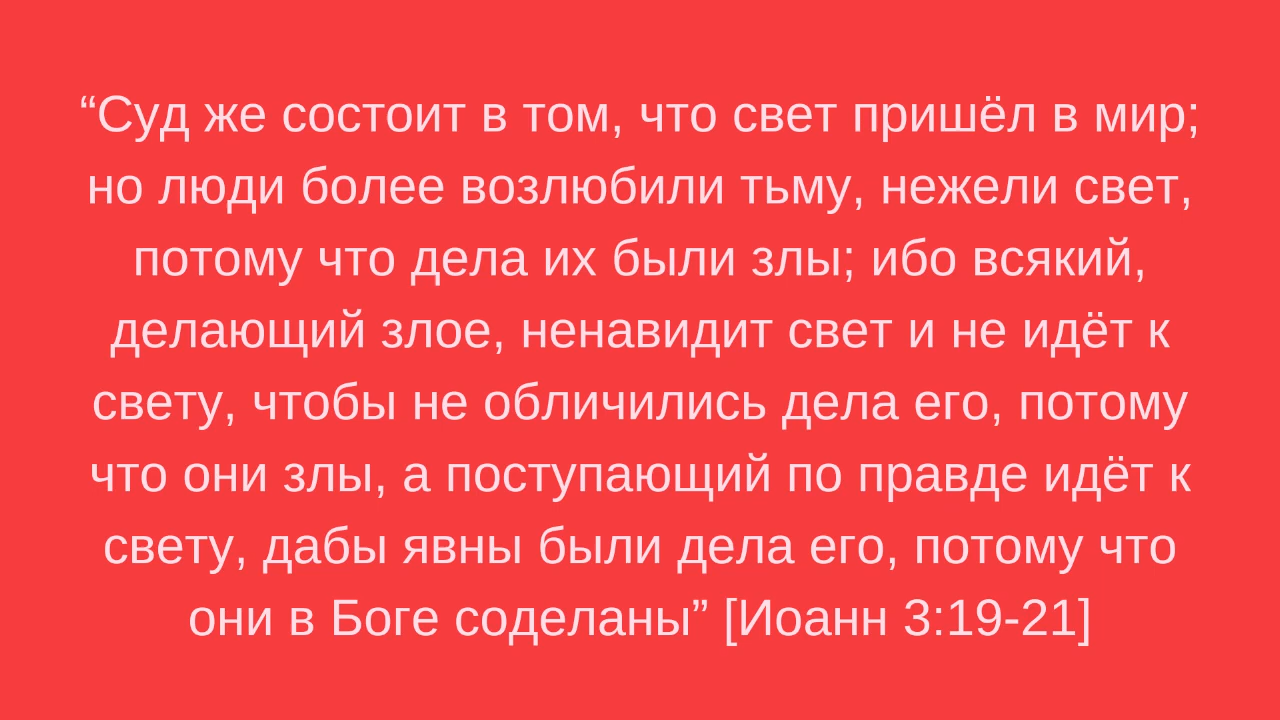 “Суд же состоит в том, что свет пришёл в мир;
но люди более возлюбили тьму, нежели свет,
потому что дела их были злы; ибо всякий,
делающий злое, ненавидит свет и не идёт к
свету, чтобы не обличились дела его, потому
что они злы, а поступающий по правде идёт к
свету, дабы явны были дела его, потому что
они в Боге соделаны” [Иоанн 3:19-21]